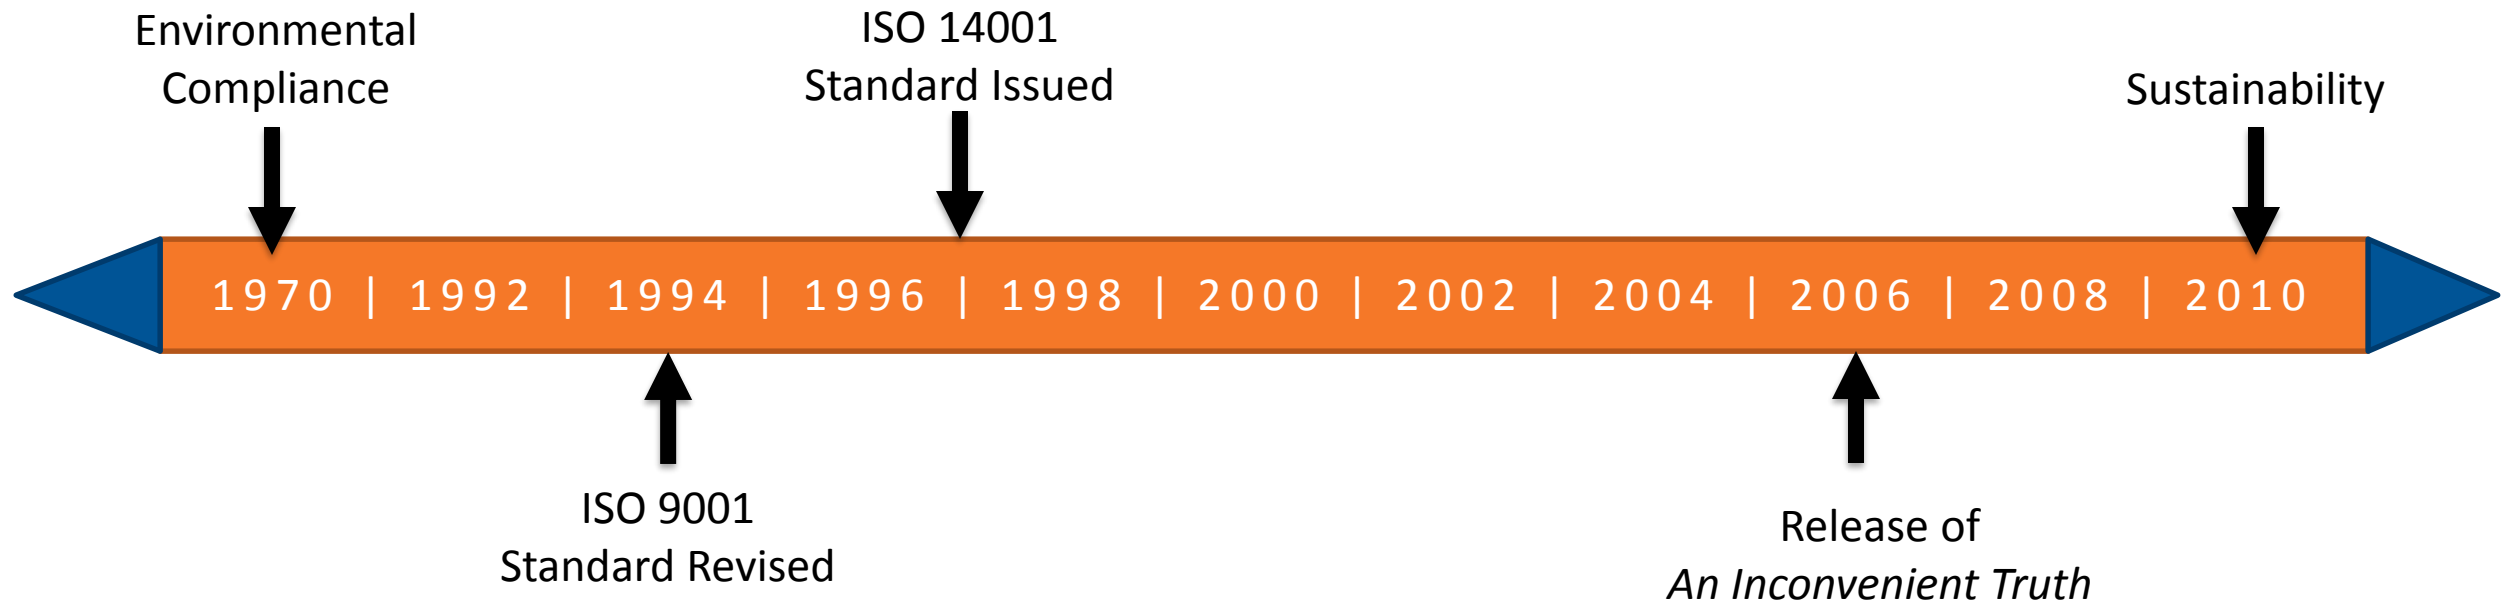 Environmental
Compliance
ISO 14001
Standard Issued
Sustainability
1970 | 1992 | 1994 | 1996 | 1998 | 2000 | 2002 | 2004 | 2006 | 2008 | 2010
ISO 9001
Standard Revised
Release of
An Inconvenient Truth